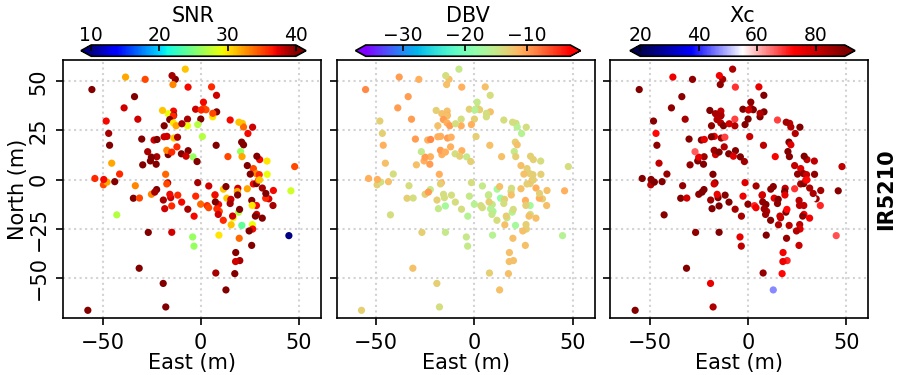 SNR DBV Xc
10 20 30 40 −30 −20 −10 20 40 60 80
50
25
0
−25
−50
North (m)
−50 0 50 −50 0 50 −50 0 50
East (m) East (m) East (m)
IR5210